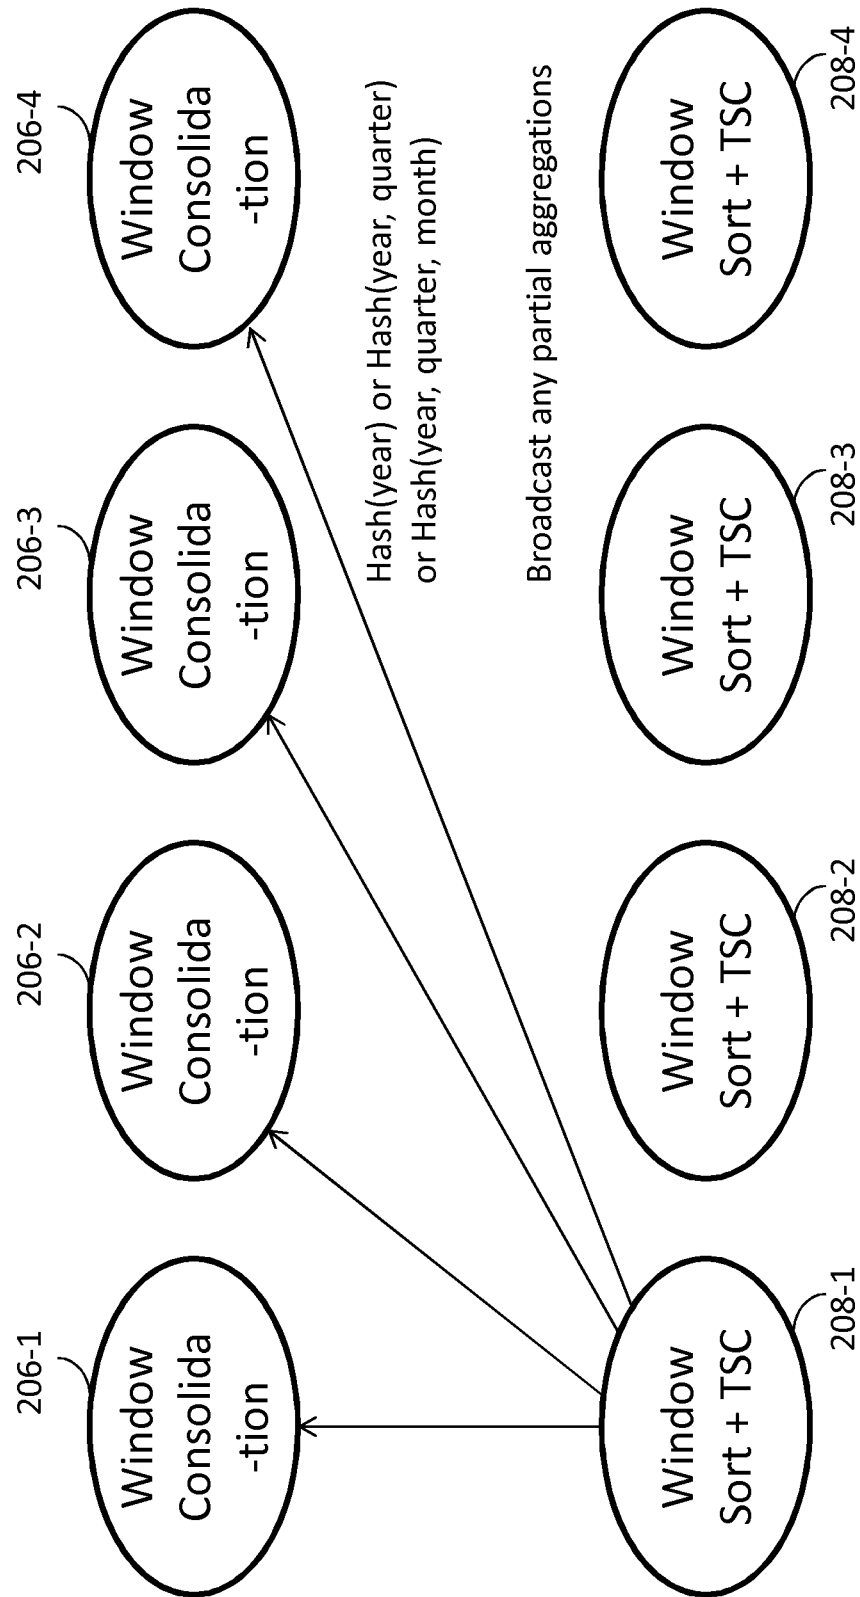 206-1
206-2
206-3
206-4
Window
Consolida
-tion
Window
Consolida
-tion
Window
Consolida
-tion
Window
Consolida
-tion
Hash(year) or Hash(year, quarter)
or Hash(year, quarter, month)
Broadcast any partial aggregations
Window
Sort + TSC
Window
Sort + TSC
Window
Sort + TSC
Window
Sort + TSC
208-1
208-2
208-3
208-4